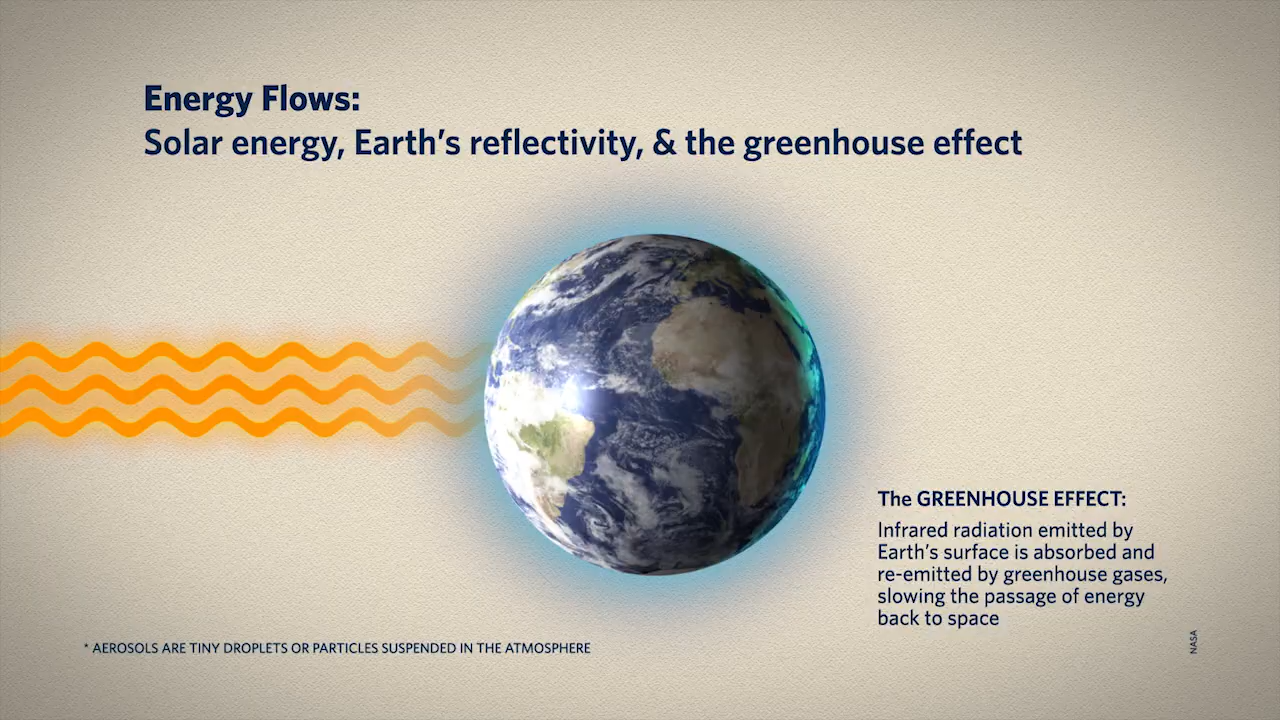 Energy Flows:
Solar energy, Earth’s reflectivity, & the greenhouse effect
The GREENHOUSE EFFECT:
Infrared radiation emitted by
Earth’s surface is absorbed and
re-emitted by greenhouse gases,
slowing the passage of energy
back to space
* AEROSOLS ARE TINY DROPLETS OR PARTICLES SUSPENDED IN THE ATMOSPHERE
NASA